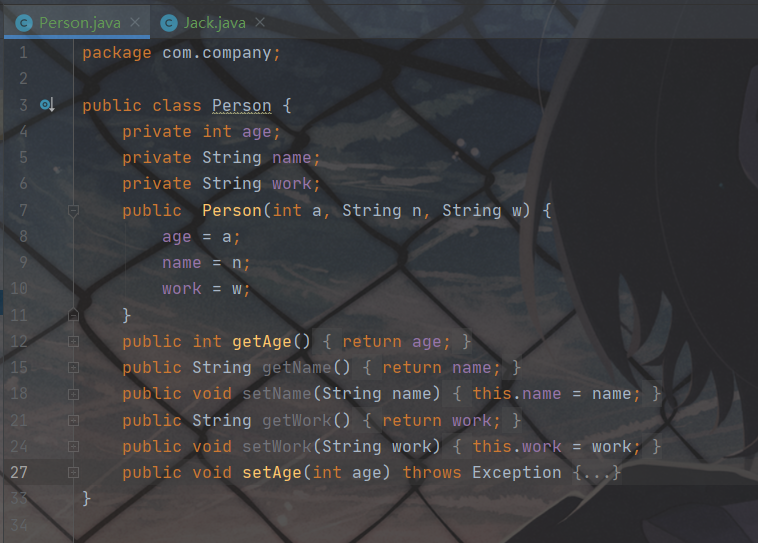 Person.java Jack.java
1 package com.company;
2
3 public class Person {
4 private int age;
5 private String name;
6 private String work;
7 public  Person(int a, String n, String w) {
8 age = a;
9 name = n;
10 work = w;
11 }
12 public int getAge() { return age; }
15 public String getName() { return name; }
18 public void setName(String name) { this.name = name; }
21 public String getWork() { return work; }
24 public void setWork(String work) { this.work = work; }
27 public void setAge(int age) throws Exception {...}
33 }
34